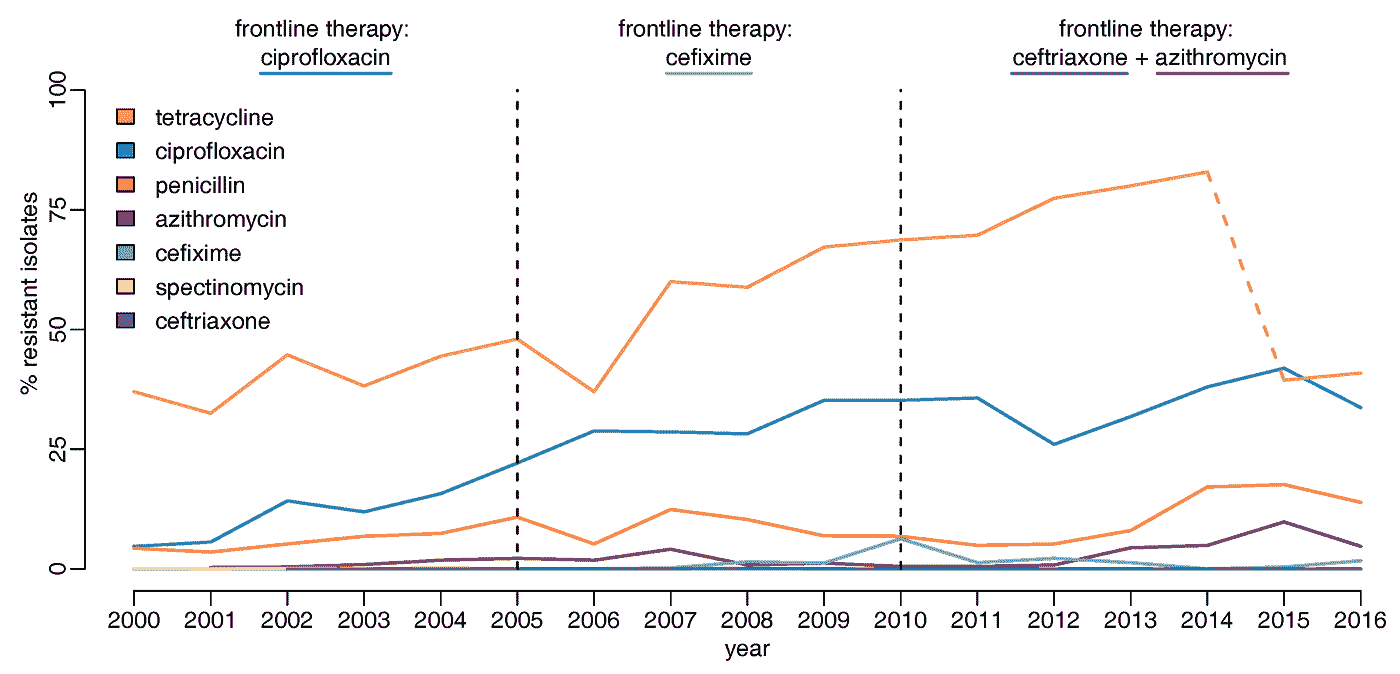 frontline therapy:
ciprofloxacin
frontline therapy:
cefixime
frontline therapy:
ceftriaxone + azithromycin
% resistant isolates
100
75
50
25
0
tetracycline
ciprofloxacin
penicillin
azithromycin
cefixime
spectinomycin
ceftriaxone
2000 2001 2002 2003 2004 2005 2006 2007 2008 2009 2010 2011 2012 2013 2014 2015 2016
year